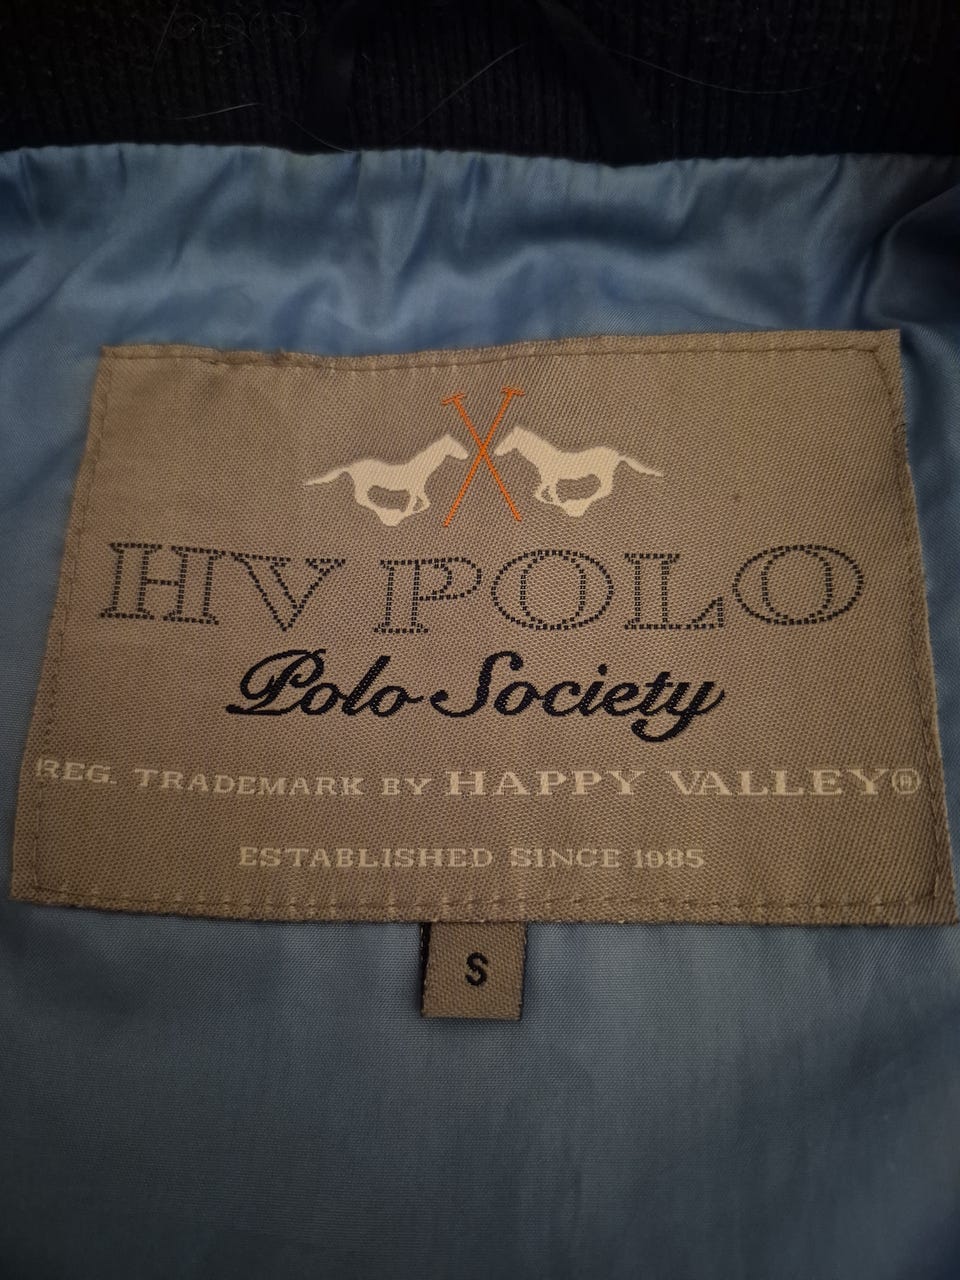 HV POLO
Polo Society
REG. TRADEMARK BY HAPPY VALLEY®
ESTABLISHED SINCE 1985
S